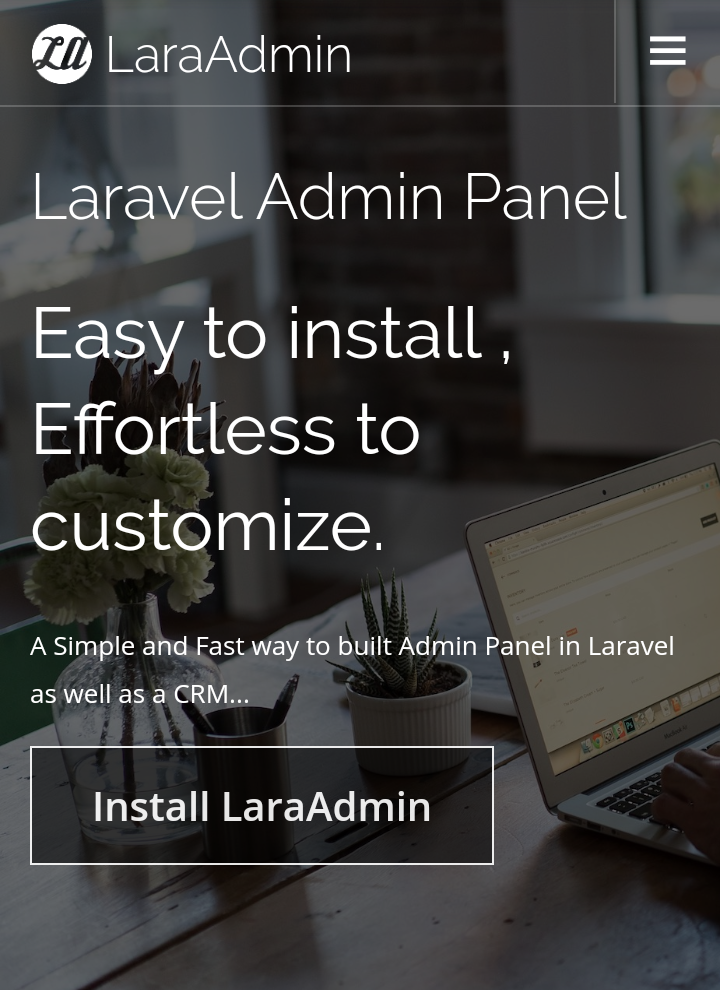 LA LaraAdmin
Laravel Admin Panel
Easy to install ,
Effortless to
customize.
A Simple and Fast way to built Admin Panel in Laravel
as well as a CRM...
Install LaraAdmin